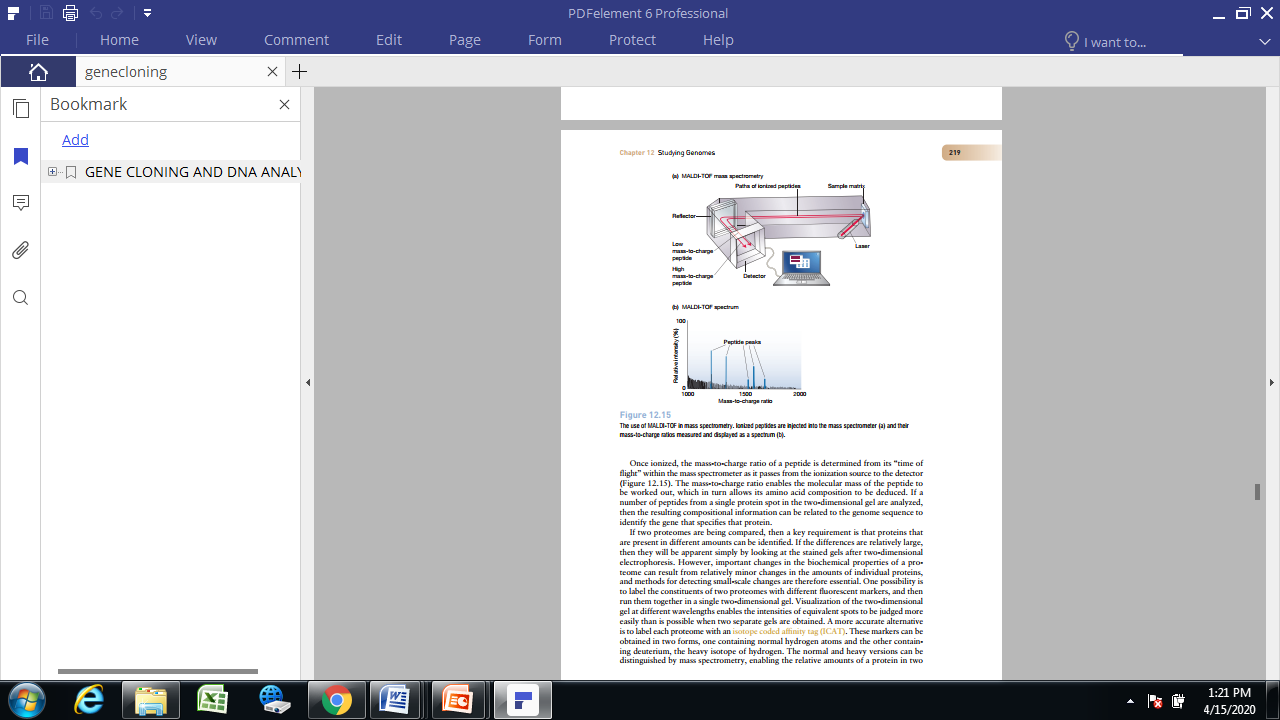 PDFelement 6 Professional
File Home View Comment Edit Page Form Protect Help I want to...
genecloning
Bookmark
Add
GENE CLONING AND DNA ANALY
Chapter 12 Studying Genomes 219
(a) MALDI-TOF mass spectrometry
Paths of ionized peptides Sample matrix
Reflector
Low
mass-to-charge
peptide
Laser
High
mass-to-charge
peptide
Detector
(b) MALDI-TOF spectrum
100
Peptide peaks
Relative intensity (%)
0
1000 1500 2000
Mass-to-charge ratio
Figure 12.15
The use of MALDI-TOF in mass spectrometry. Ionized peptides are injected into the mass spectrometer (a) and their
mass-to-charge ratios measured and displayed as a spectrum (b).
Once ionized, the mass-to-charge ratio of a peptide is determined from its “time of
flight” within the mass spectrometer as it passes from the ionization source to the detector
(Figure 12.15). The mass-to-charge ratio enables the molecular mass of the peptide to
be worked out, which in turn allows its amino acid composition to be deduced. If a
number of peptides from a single protein spot in the two-dimensional gel are analyzed,
then the resulting compositional information can be related to the genome sequence to
identify the gene that specifies that protein.
If two proteomes are being compared, then a key requirement is that proteins that
are present in different amounts can be identified. If the differences are relatively large,
then they will be apparent simply by looking at the stained gels after two-dimensional
electrophoresis. However, important changes in the biochemical properties of a pro-
teome can result from relatively minor changes in the amounts of individual proteins,
and methods for detecting small-scale changes are therefore essential. One possibility is
to label the constituents of two proteomes with different fluorescent markers, and then
run them together in a single two-dimensional gel. Visualization of the two-dimensional
gel at different wavelengths enables the intensities of equivalent spots to be judged more
easily than is possible when two separate gels are obtained. A more accurate alternative
is to label each proteome with an isotope coded affinity tag (ICAT). These markers can be
obtained in two forms, one containing normal hydrogen atoms and the other contain-
ing deuterium, the heavy isotope of hydrogen. The normal and heavy versions can be
distinguished by mass spectrometry, enabling the relative amounts of a protein in two
1:21 PM
4/15/2020